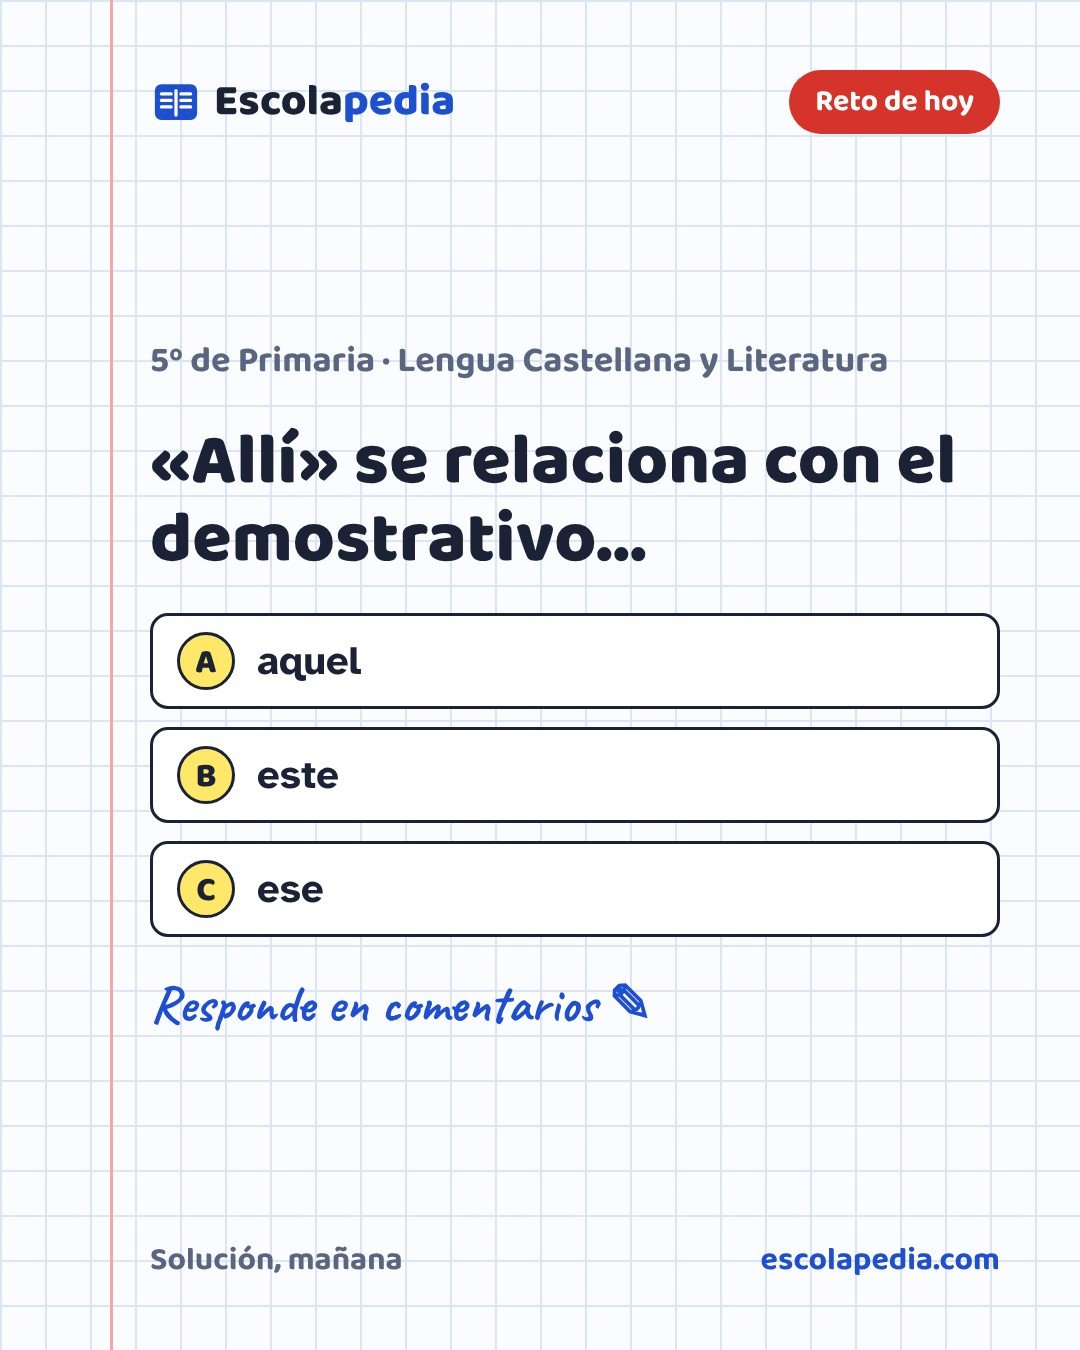 Escolapedia
Reto de hoy
5º de Primaria · Lengua Castellana y Literatura
«Allí» se relaciona con el
demostrativo...
A aquel
B este
C ese
Responde en comentarios ✎
Solución, mañana
escolapedia.com